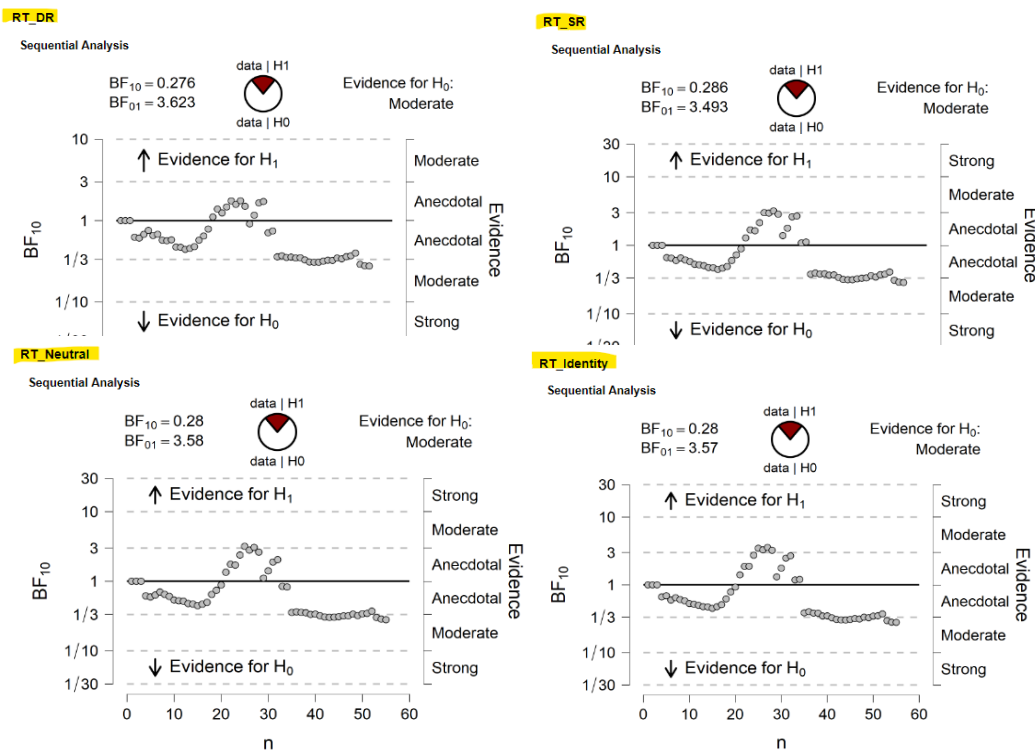 RT_DR
Sequential Analysis
data | H1
BF10 = 0.276
BF01 = 3.623
Evidence for H0:
Moderate
data | H0
10
3
1
1/3
1/10
BF10
Evidence for H1
Evidence for H0
Moderate
Anecdotal
Anecdotal
Moderate
Strong
Evidence
RT_SR
Sequential Analysis
data | H1
BF10 = 0.286
BF01 = 3.493
Evidence for H0:
Moderate
data | H0
30
10
3
1
1/3
1/10
BF10
Evidence for H1
Evidence for H0
Strong
Moderate
Anecdotal
Anecdotal
Moderate
Strong
Evidence
RT_Neutral
Sequential Analysis
data | H1
BF10 = 0.28
BF01 = 3.58
Evidence for H0:
Moderate
data | H0
30
10
3
1
1/3
1/10
1/30
BF10
Evidence for H1
Evidence for H0
Strong
Moderate
Anecdotal
Anecdotal
Moderate
Strong
Evidence
0 10 20 30 40 50 60
n
RT_Identity
Sequential Analysis
data | H1
BF10 = 0.28
BF01 = 3.57
Evidence for H0:
Moderate
data | H0
30
10
3
1
1/3
1/10
1/30
BF10
Evidence for H1
Evidence for H0
Strong
Moderate
Anecdotal
Anecdotal
Moderate
Strong
Evidence
0 10 20 30 40 50 60
n